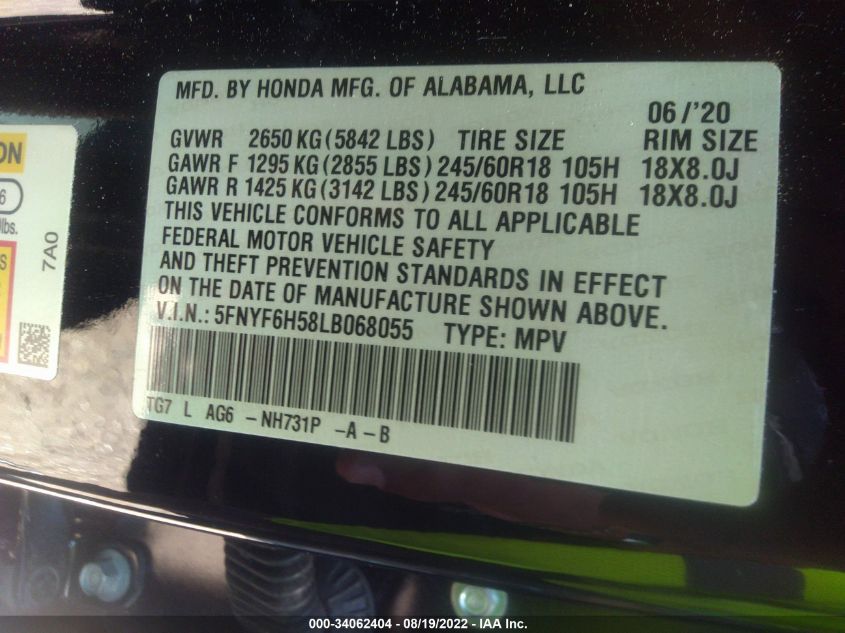 MFD. BY HONDA MFG. OF ALABAMA, LLC
06/'20
GVWR 2650 KG(5842 LBS) TIRE SIZE RIM SIZE
GAWR F 1295 KG(2855 LBS) 245/60R18 105H 18X8.0J
GAWR R 1425 KG(3142 LBS) 245/60R18 105H 18X8.0J
THIS VEHICLE CONFORMS TO ALL APPLICABLE
FEDERAL MOTOR VEHICLE SAFETY
AND THEFT PREVENTION STANDARDS IN EFFECT
ON THE DATE OF MANUFACTURE SHOWN ABOVE.
V.I.N.: 5FNYF6H58LB068055 TYPE: MPV
TG7 L AG6 -NH731P -A-B
ON
6
lbs.
S
7A0
000-34062404 - 08/19/2022 - IAA Inc.